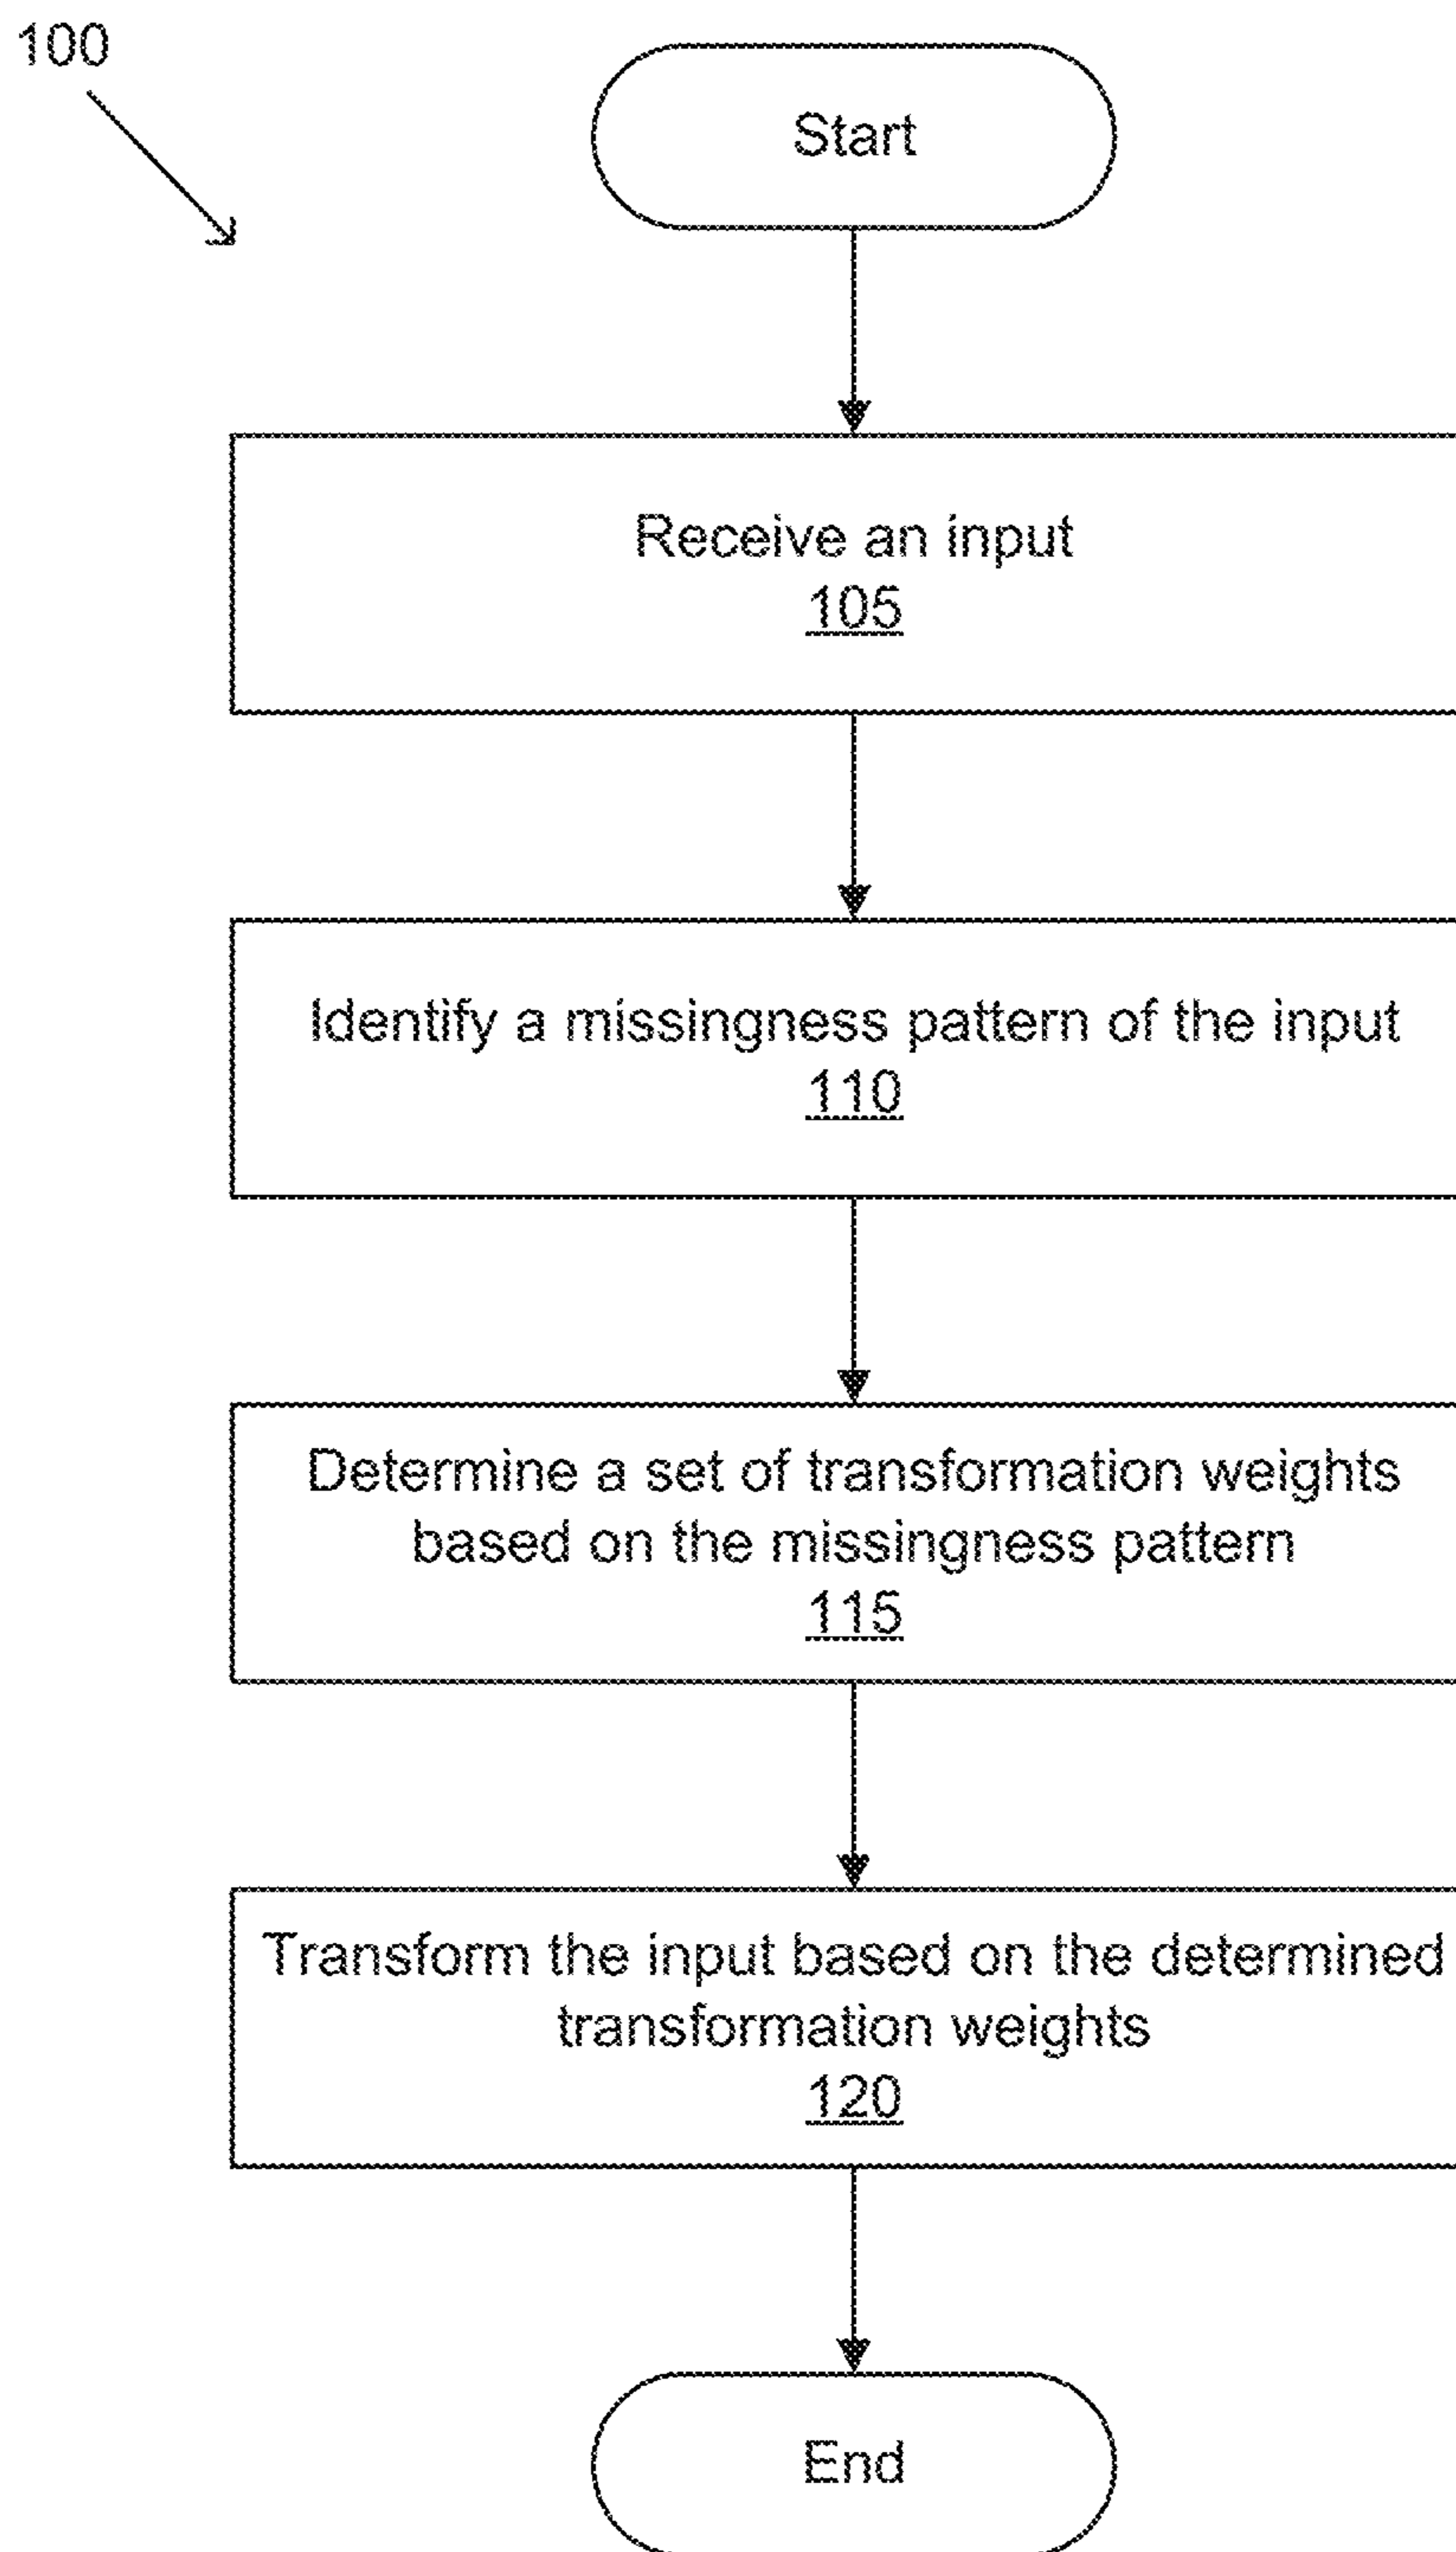 100
Start
Receive an input
105
Identify a missingness pattern of the input
110
Determine a set of transformation weights
based on the missingness pattern
115
Transform the input based on the determined
transformation weights
120
End